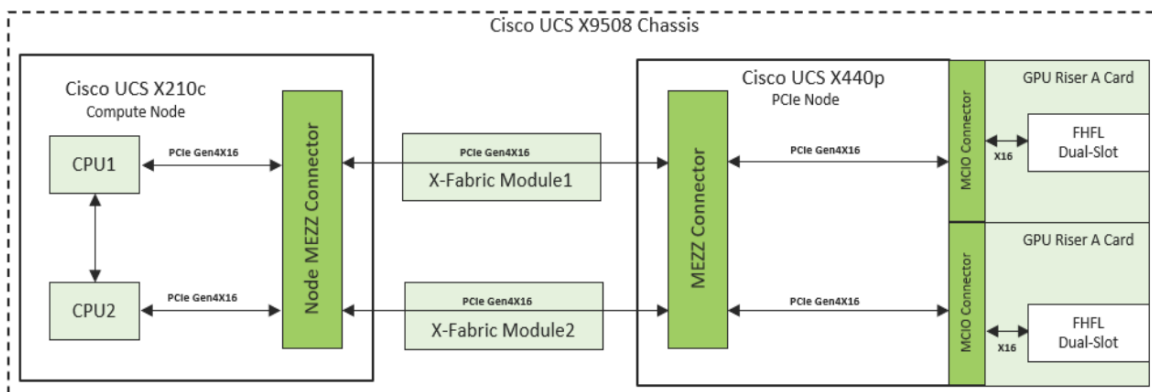 Cisco UCS X9508 Chassis
Cisco UCS X210c
Compute Node
CPU1
PCIe Gen4X16
CPU2
PCIe Gen4X16
Node MEZZ Connector
PCIe Gen4X16
X-Fabric Module1
PCIe Gen4X16
X-Fabric Module2
Cisco UCS X440p
PCIe Node
MEZZ Connector
PCIe Gen4X16
PCIe Gen4X16
MCIO Connector
GPU Riser A Card
X16
FHFL
Dual-Slot
MCIO Connector
GPU Riser A Card
X16
FHFL
Dual-Slot